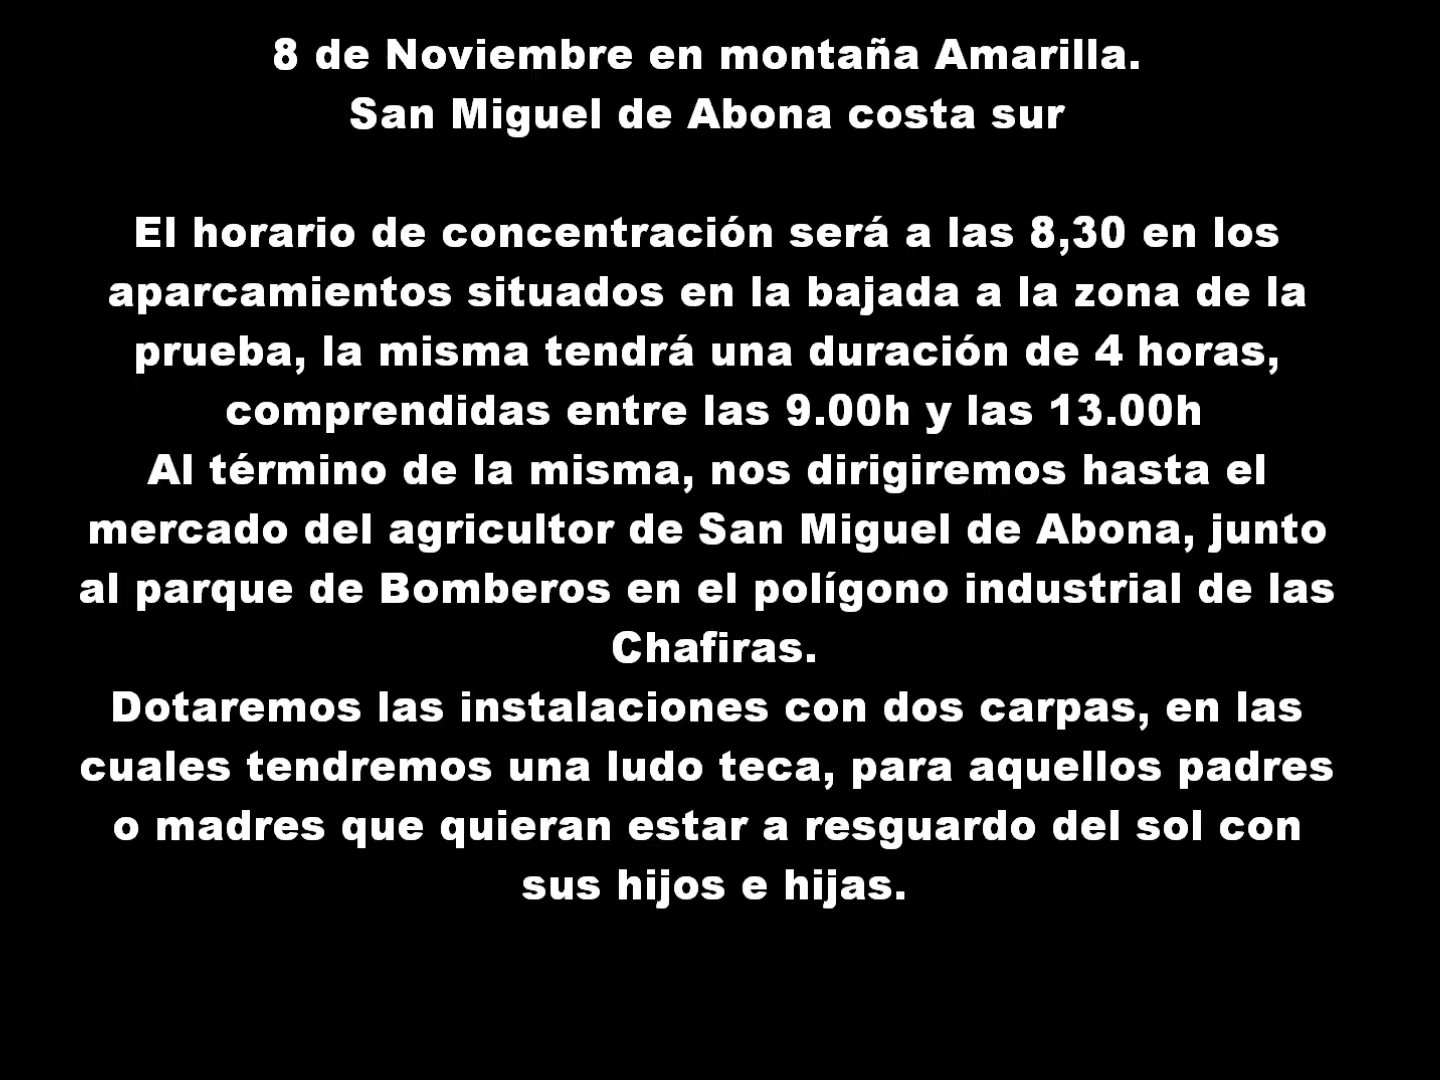 8 de Noviembre en montaña Amarilla.
San Miguel de Abona costa sur
El horario de concentración será a las 8,30 en los
aparcamientos situados en la bajada a la zona de la
prueba, la misma tendrá una duración de 4 horas,
comprendidas entre las 9.00h y las 13.00h
Al término de la misma, nos dirigiremos hasta el
mercado del agricultor de San Miguel de Abona, junto
al parque de Bomberos en el polígono industrial de las
Chafiras.
Dotaremos las instalaciones con dos carpas, en las
cuales tendremos una ludo teca, para aquellos padres
o madres que quieran estar a resguardo del sol con
sus hijos e hijas.